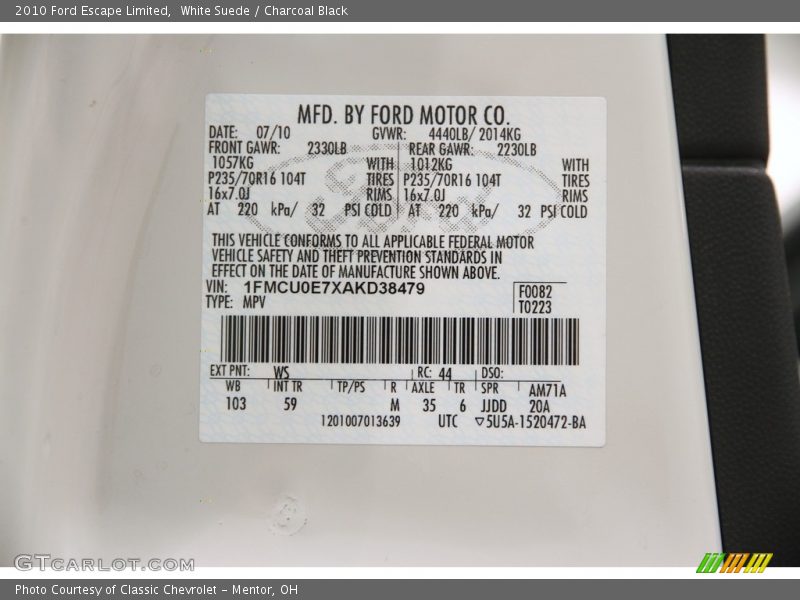 2010 Ford Escape Limited,  White Suede / Charcoal Black
MFD. BY FORD MOTOR CO.
DATE: 07/10 GVWR: 4440LB/ 2014KG
FRONT GAWR: 2330LB REAR GAWR: 2230LB
1057KG WITH 1012KG WITH
P235/70R16 104T TIRES P235/70R16 104T TIRES
16x7.0J RIMS 16x7.0J RIMS
AT 220 kPa/ 32 PSI COLD AT 220 kPa/ 32 PSI COLD
THIS VEHICLE CONFORMS TO ALL APPLICABLE FEDERAL MOTOR
VEHICLE SAFETY AND THEFT PREVENTION STANDARDS IN
EFFECT ON THE DATE OF MANUFACTURE SHOWN ABOVE.
VIN: 1FMCU0E7XAKD38479 F0082
TYPE: MPV T0223
EXT PNT: WS RC: 44 DSO:
WB INT TR TP/PS R AXLE TR SPR AM71A
103 59 M 35 6 JJDD 20A
1201007013639 UTC ▽5U5A-1520472-BA
GTCARLOT.COM
Photo Courtesy of Classic Chevrolet - Mentor, OH